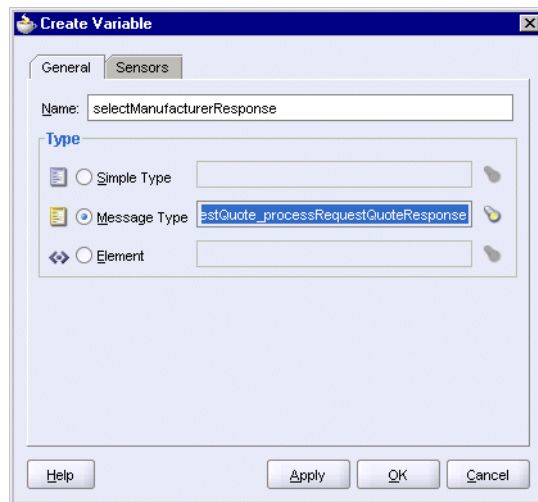 Create Variable
General Sensors
Name: selectManufacturerResponse
Type
Simple Type
Message Type estQuote_processRequestQuoteResponse
Element
Help Apply OK Cancel